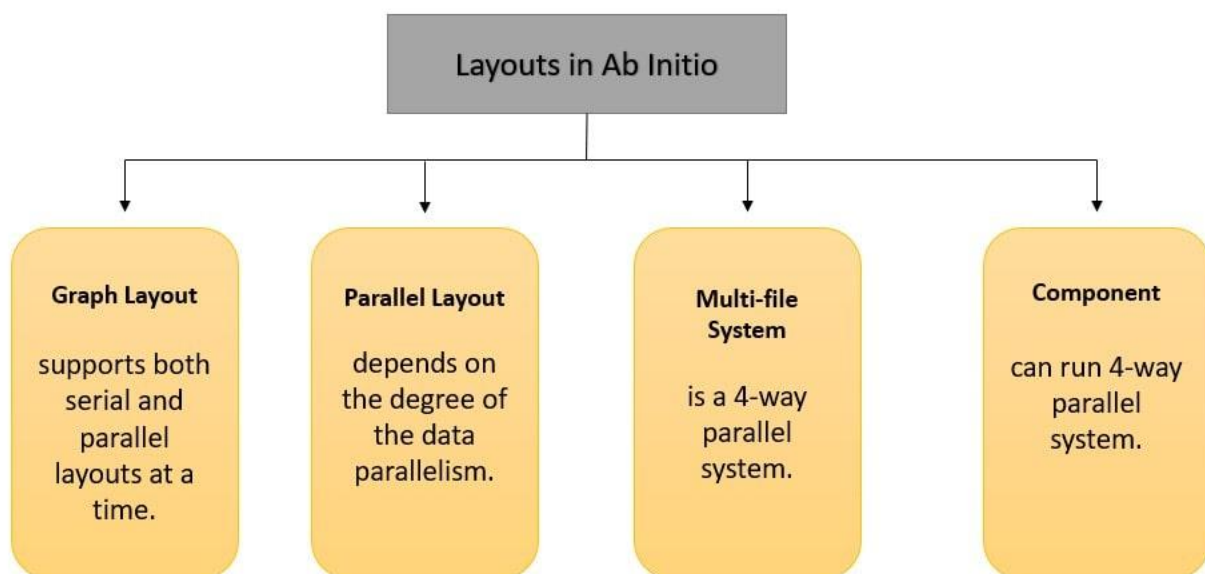 Layouts in Ab Initio
Graph Layout
supports both
serial and
parallel
layouts at a
time.
Parallel Layout
depends on
the degree of
the data
parallelism.
Multi-file
System
is a 4-way
parallel
system.
Component
can run 4-way
parallel
system.